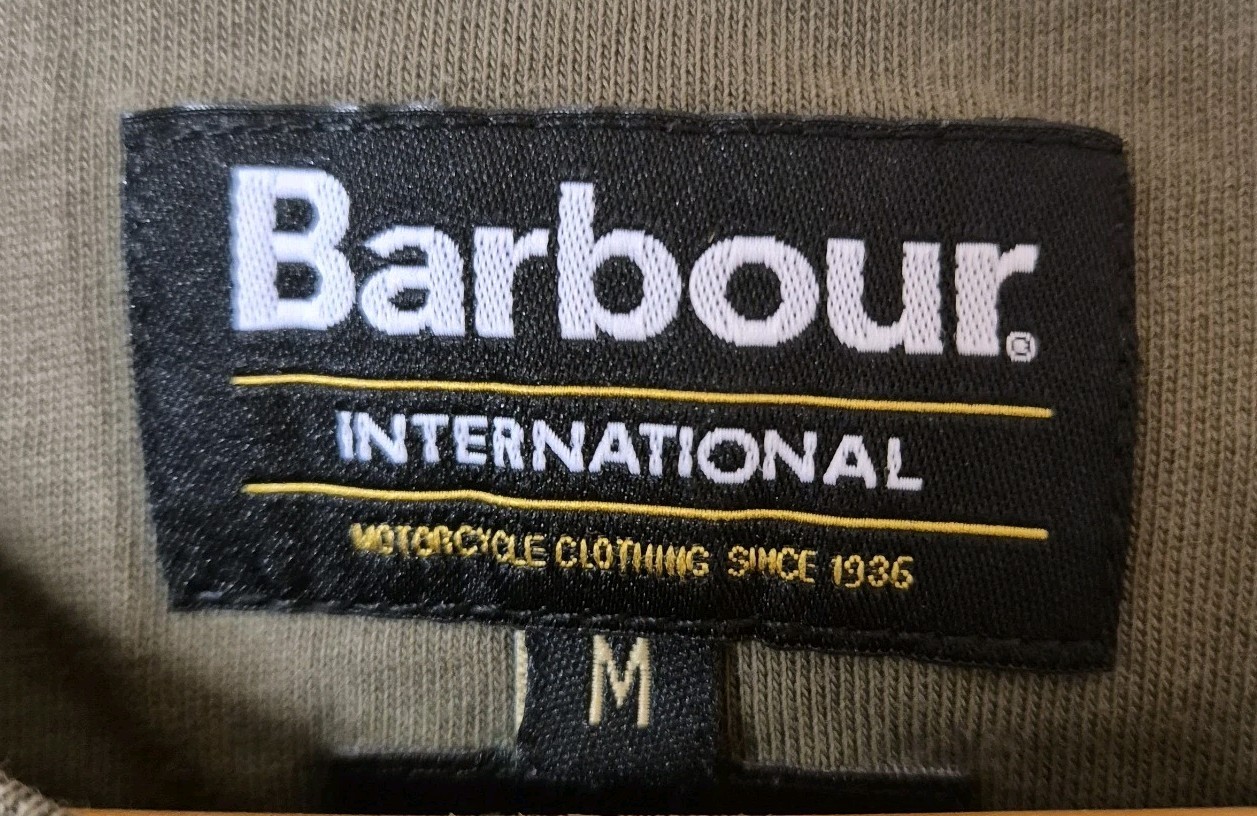 Barbour®
INTERNATIONAL
MOTORCYCLE CLOTHING SINCE 1936
M